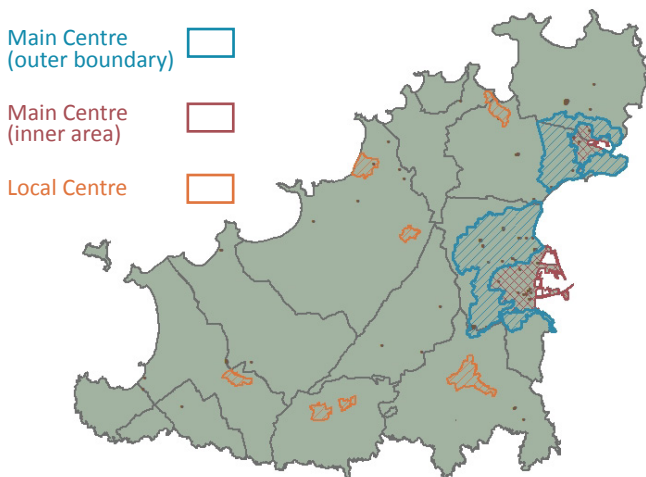 Main Centre
(outer boundary)
Main Centre
(inner area)
Local Centre